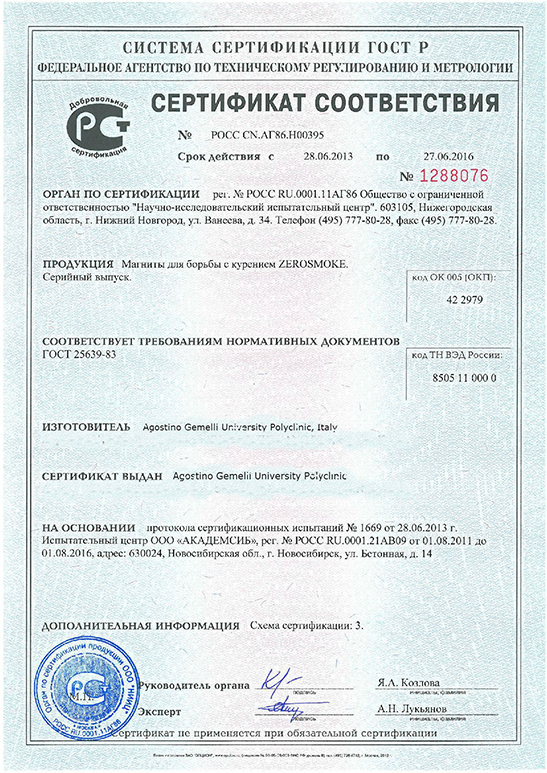 СИСТЕМА СЕРТИФИКАЦИИ ГОСТ Р
ФЕДЕРАЛЬНОЕ АГЕНТСТВО ПО ТЕХНИЧЕСКОМУ РЕГУЛИРОВАНИЮ И МЕТРОЛОГИИ
Добровольная
сертификация
СЕРТИФИКАТ СООТВЕТСТВИЯ
№ РОСС CN.АГ86.Н00395
Срок действия с 28.06.2013 по 27.06.2016
№ 1288076
ОРГАН ПО СЕРТИФИКАЦИИ рег. № РОСС RU.0001.11АГ86 Общество с ограниченной
ответственностью "Научно-исследовательский испытательный центр". 603105, Нижегородская
область, г. Нижний Новгород, ул. Ванеева, д. 34. Телефон (495) 777-80-28, факс (495) 777-80-28.
ПРОДУКЦИЯ Магниты для борьбы с курением ZEROSMOKE.
Серийный выпуск.
код ОК 005 (ОКП):
42 2979
СООТВЕТСТВУЕТ ТРЕБОВАНИЯМ НОРМАТИВНЫХ ДОКУМЕНТОВ
ГОСТ 25639-83
код ТН ВЭД России:
8505 11 000 0
ИЗГОТОВИТЕЛЬ Agostino Gemelli University Polyclinic, Italy
СЕРТИФИКАТ ВЫДАН Agostino Gemelii University Polyclinic
НА ОСНОВАНИИ протокола сертификационных испытаний № 1669 от 28.06.2013 г.
Испытательный центр ООО «АКАДЕМСИБ», рег. № РОСС RU.0001.21АВ09 от 01.08.2011 до
01.08.2016, адрес: 630024, Новосибирская обл., г. Новосибирск, ул. Бетонная, д. 14
ДОПОЛНИТЕЛЬНАЯ ИНФОРМАЦИЯ Схема сертификации: 3.
Орган по сертификации продукции ООО "НИИЦ"
М.П.
• МОСКВА •
РОСС RU.0001.11АГ86
Руководитель органа
подпись
Я.А. Козлова
инициалы, фамилия
Эксперт
подпись
А.Н. Лукьянов
инициалы, фамилия
Сертификат не применяется при обязательной сертификации